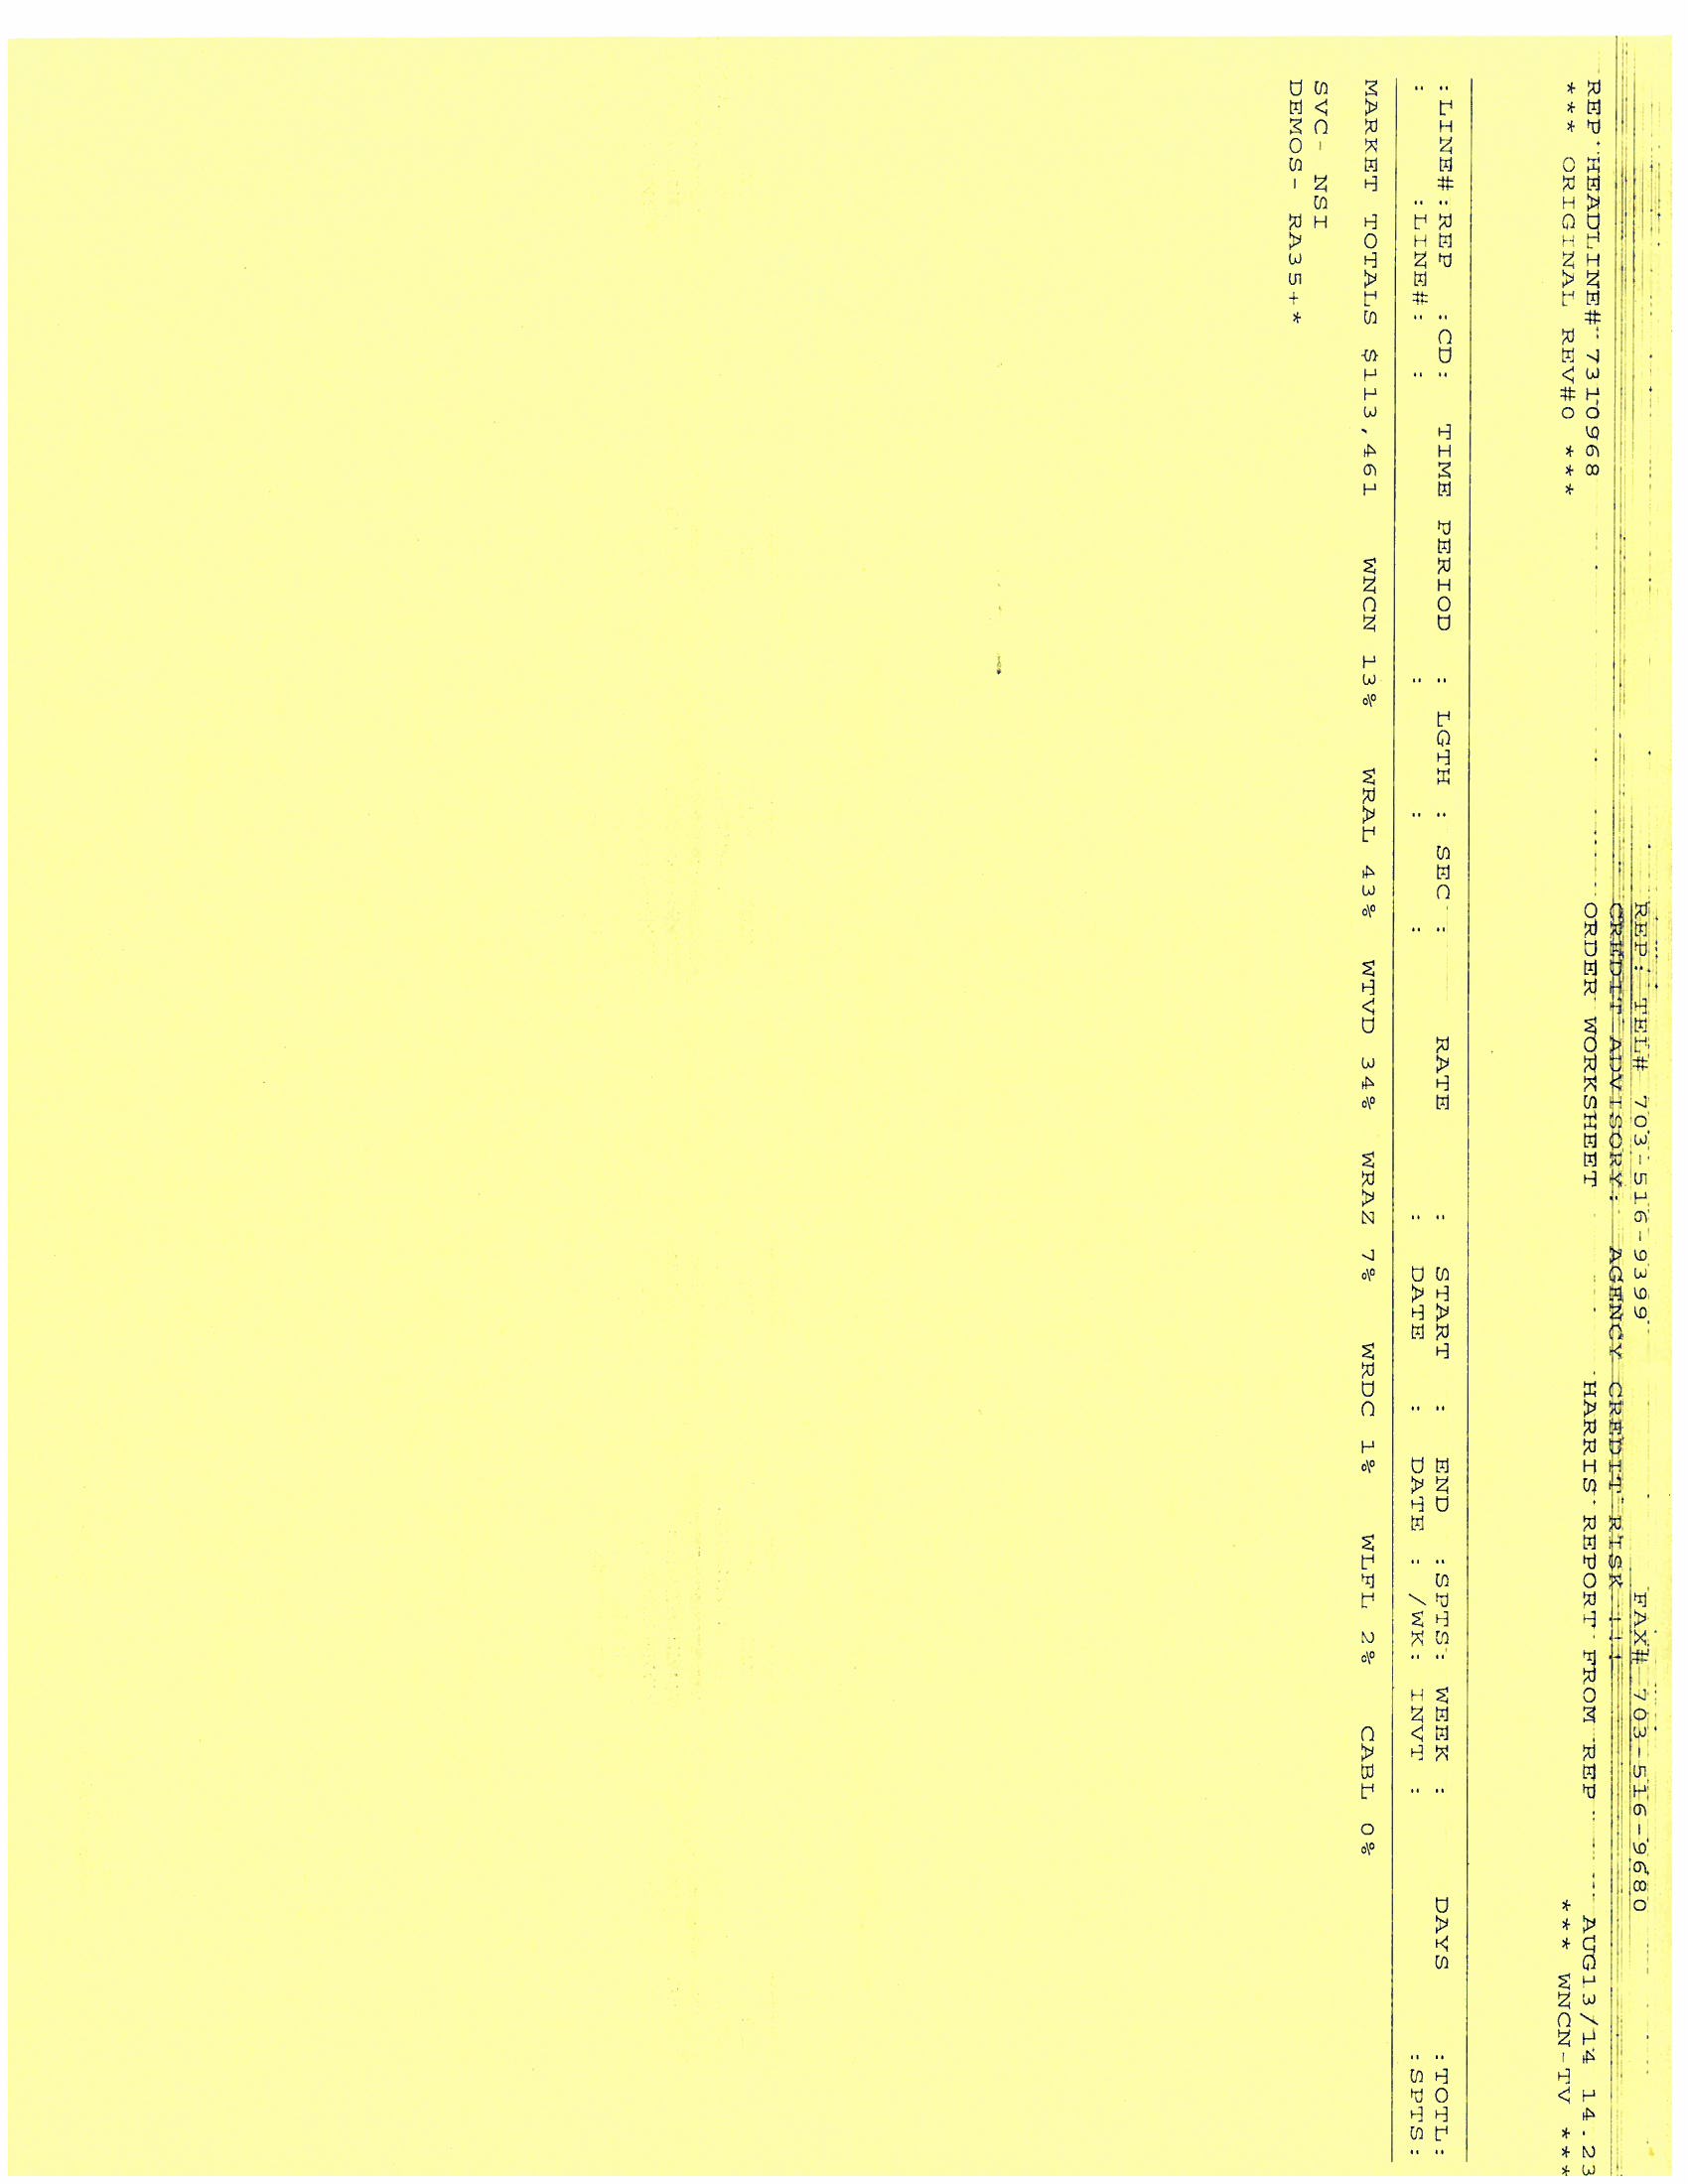 REP: TEL# 703-516-9399 FAX# 703-516-9680
CREDIT ADVISORY: AGENCY CREDIT RISK !!!
REP HEADLINE# 7310968 ORDER WORKSHEET HARRIS REPORT FROM REP AUG13/14 14.23
*** ORIGINAL REV#0 *** *** WNCN-TV ***
:LINE#:REP :CD: TIME PERIOD : LGTH : SEC : RATE : START : END :SPTS: WEEK : DAYS :TOTL:
: :LINE#: : : : : : DATE : DATE : /WK: INVT : :SPTS:
MARKET TOTALS $113,461 WNCN 13% WRAL 43% WTVD 34% WRAZ 7% WRDC 1% WLFL 2% CABL 0%
SVC- NSI
DEMOS- RA35+*